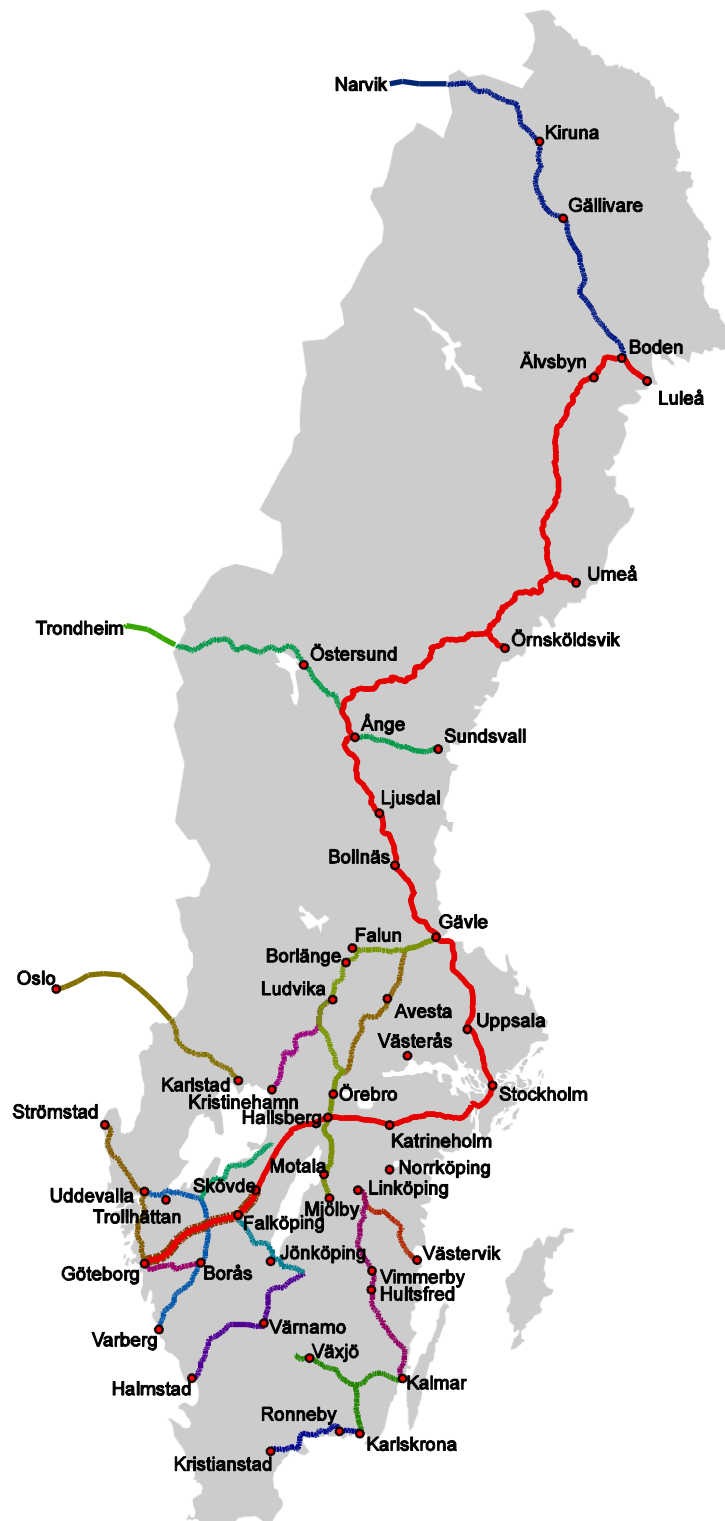 Narvik
Kiruna
Gällivare
Boden
Älvsbyn
Luleå
Umeå
Trondheim
Örnsköldsvik
Östersund
Ånge
Sundsvall
Ljusdal
Bollnäs
Gävle
Falun
Borlänge
Oslo
Ludvika
Avesta
Uppsala
Västerås
Karlstad
Stockholm
Örebro
Kristinehamn
Strömstad
Hallsberg
Katrineholm
Motala
Norrköping
Skövde
Linköping
Uddevalla
Trollhättan
Mjölby
Falköping
Jönköping
Västervik
Göteborg
Borås
Vimmerby
Hultsfred
Värnamo
Varberg
Växjö
Kalmar
Halmstad
Ronneby
Karlskrona
Kristianstad